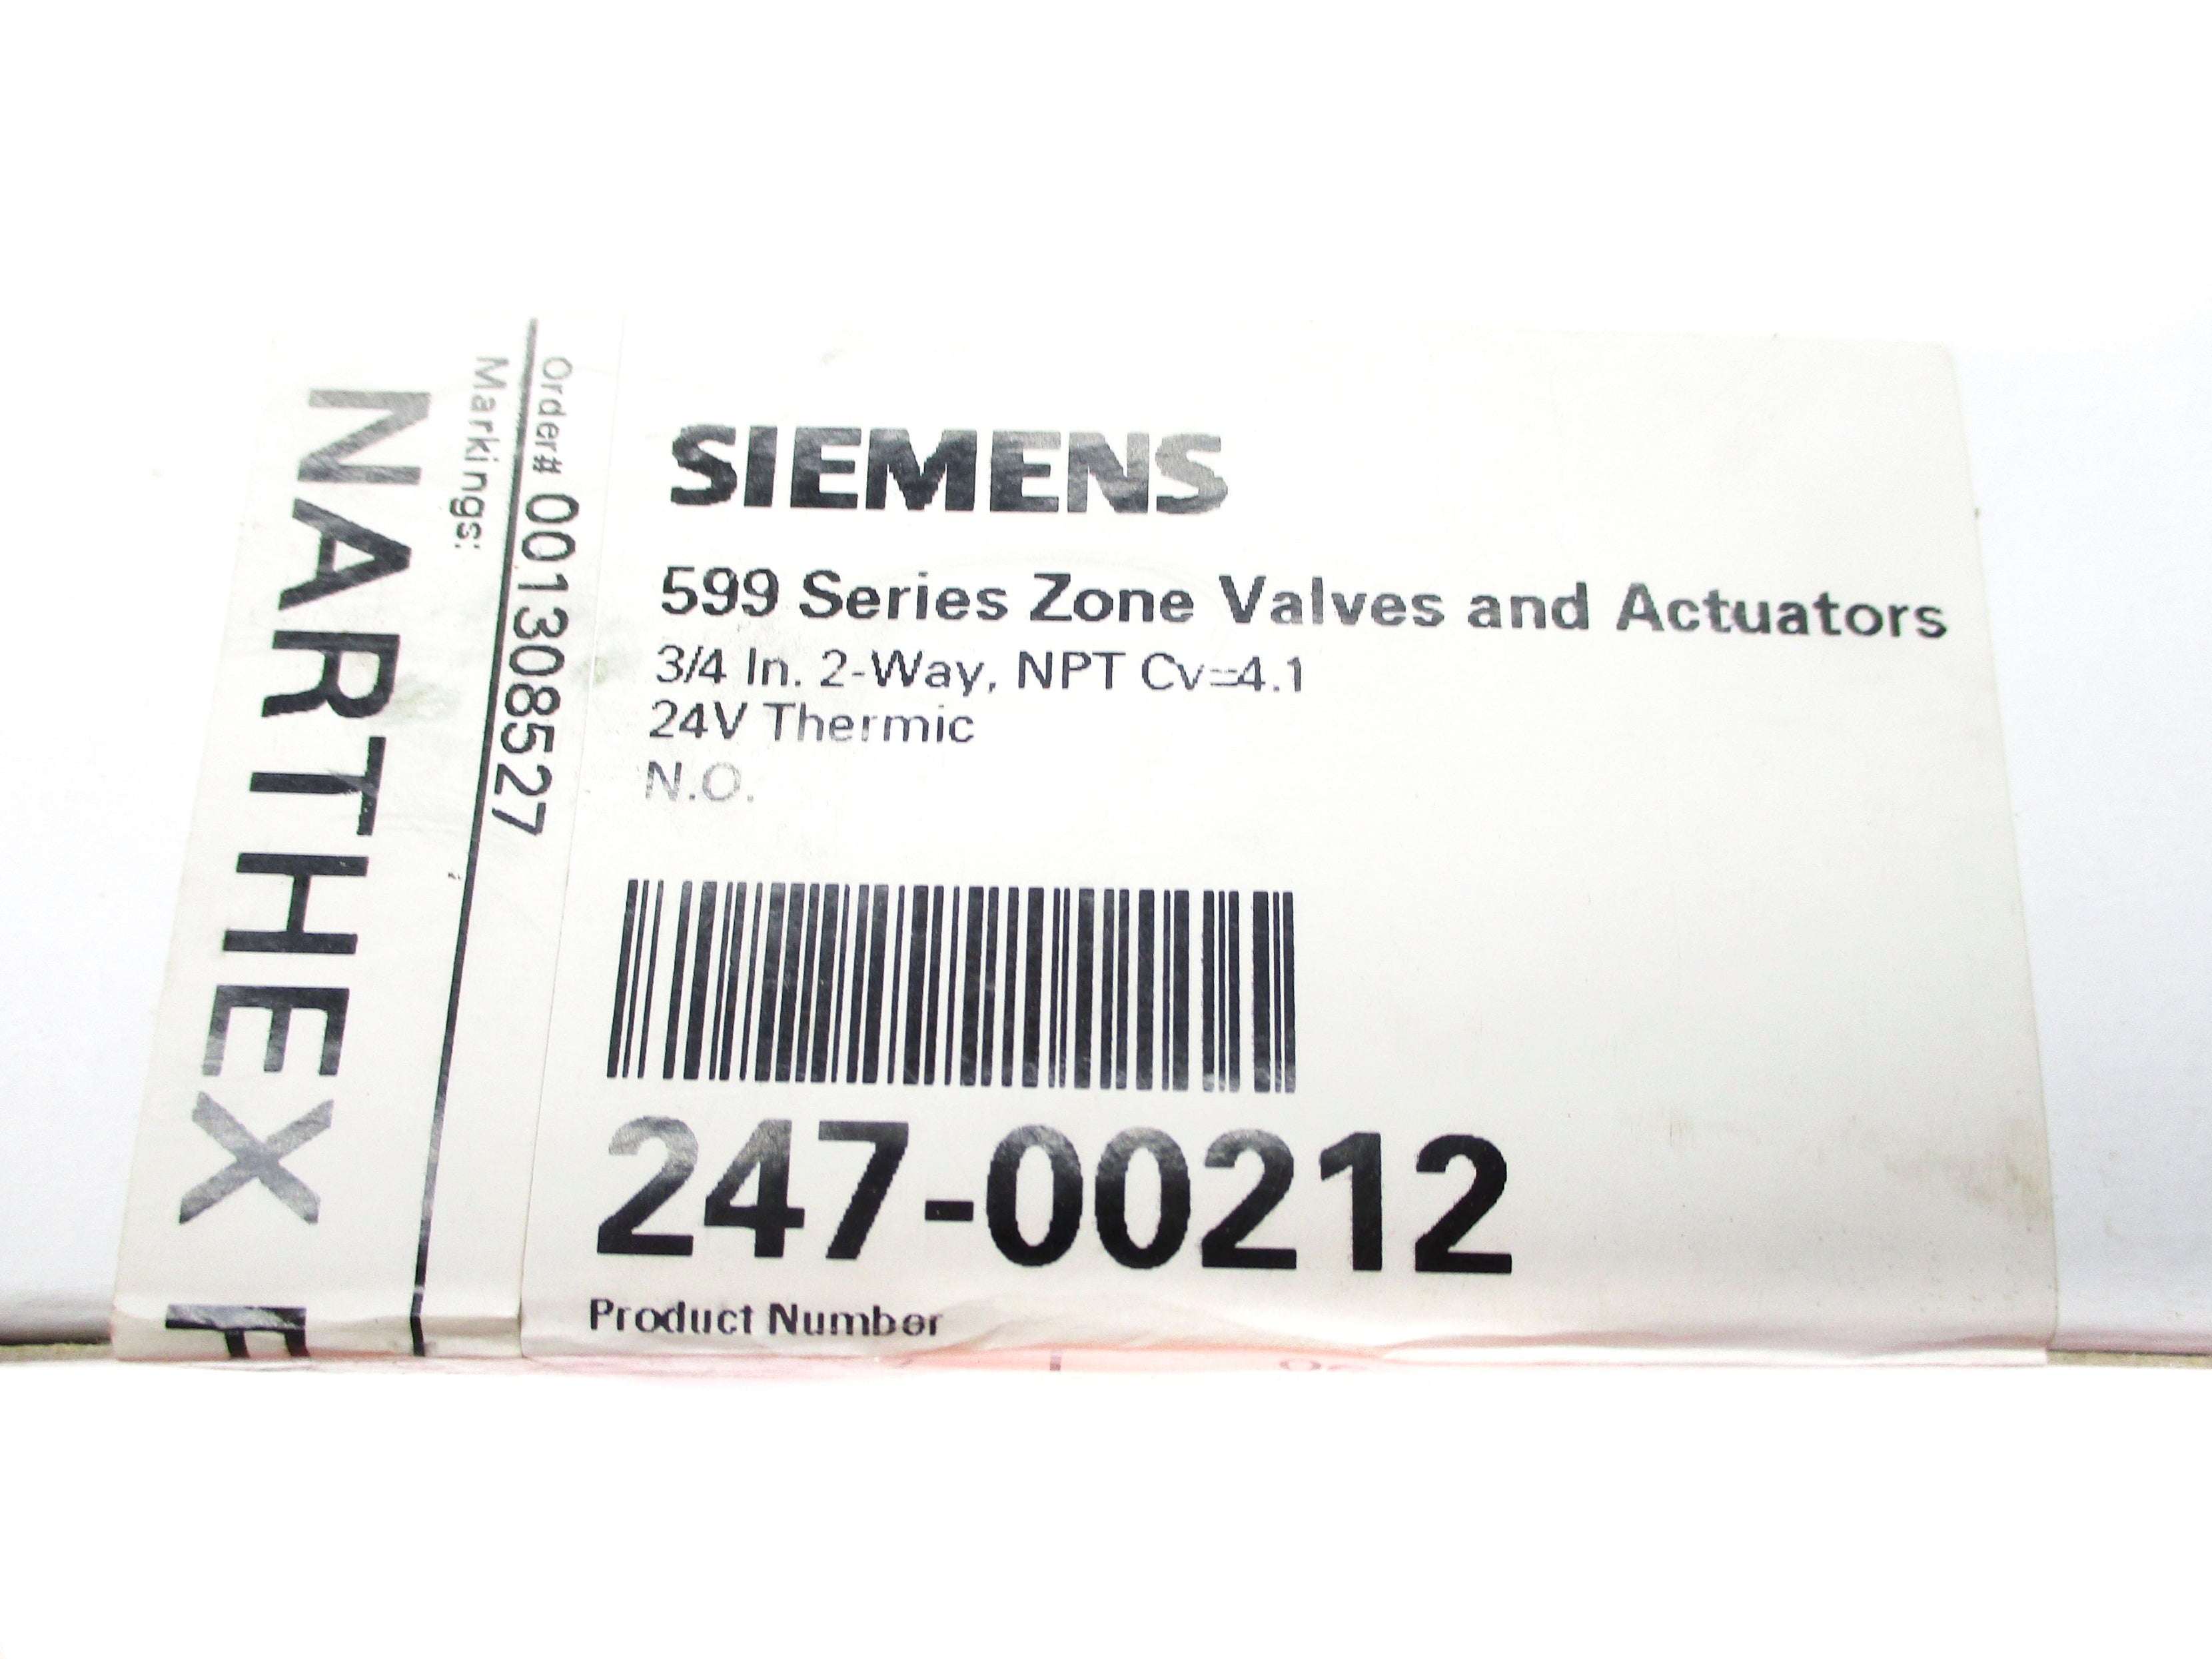 SIEMENS
599 Series Zone Valves and Actuators
3/4 In. 2-Way, NPT Cv=4.1
24V Thermic
N.O.
247-00212
Product Number
Order# 001308527
Markings:
NARTHEX